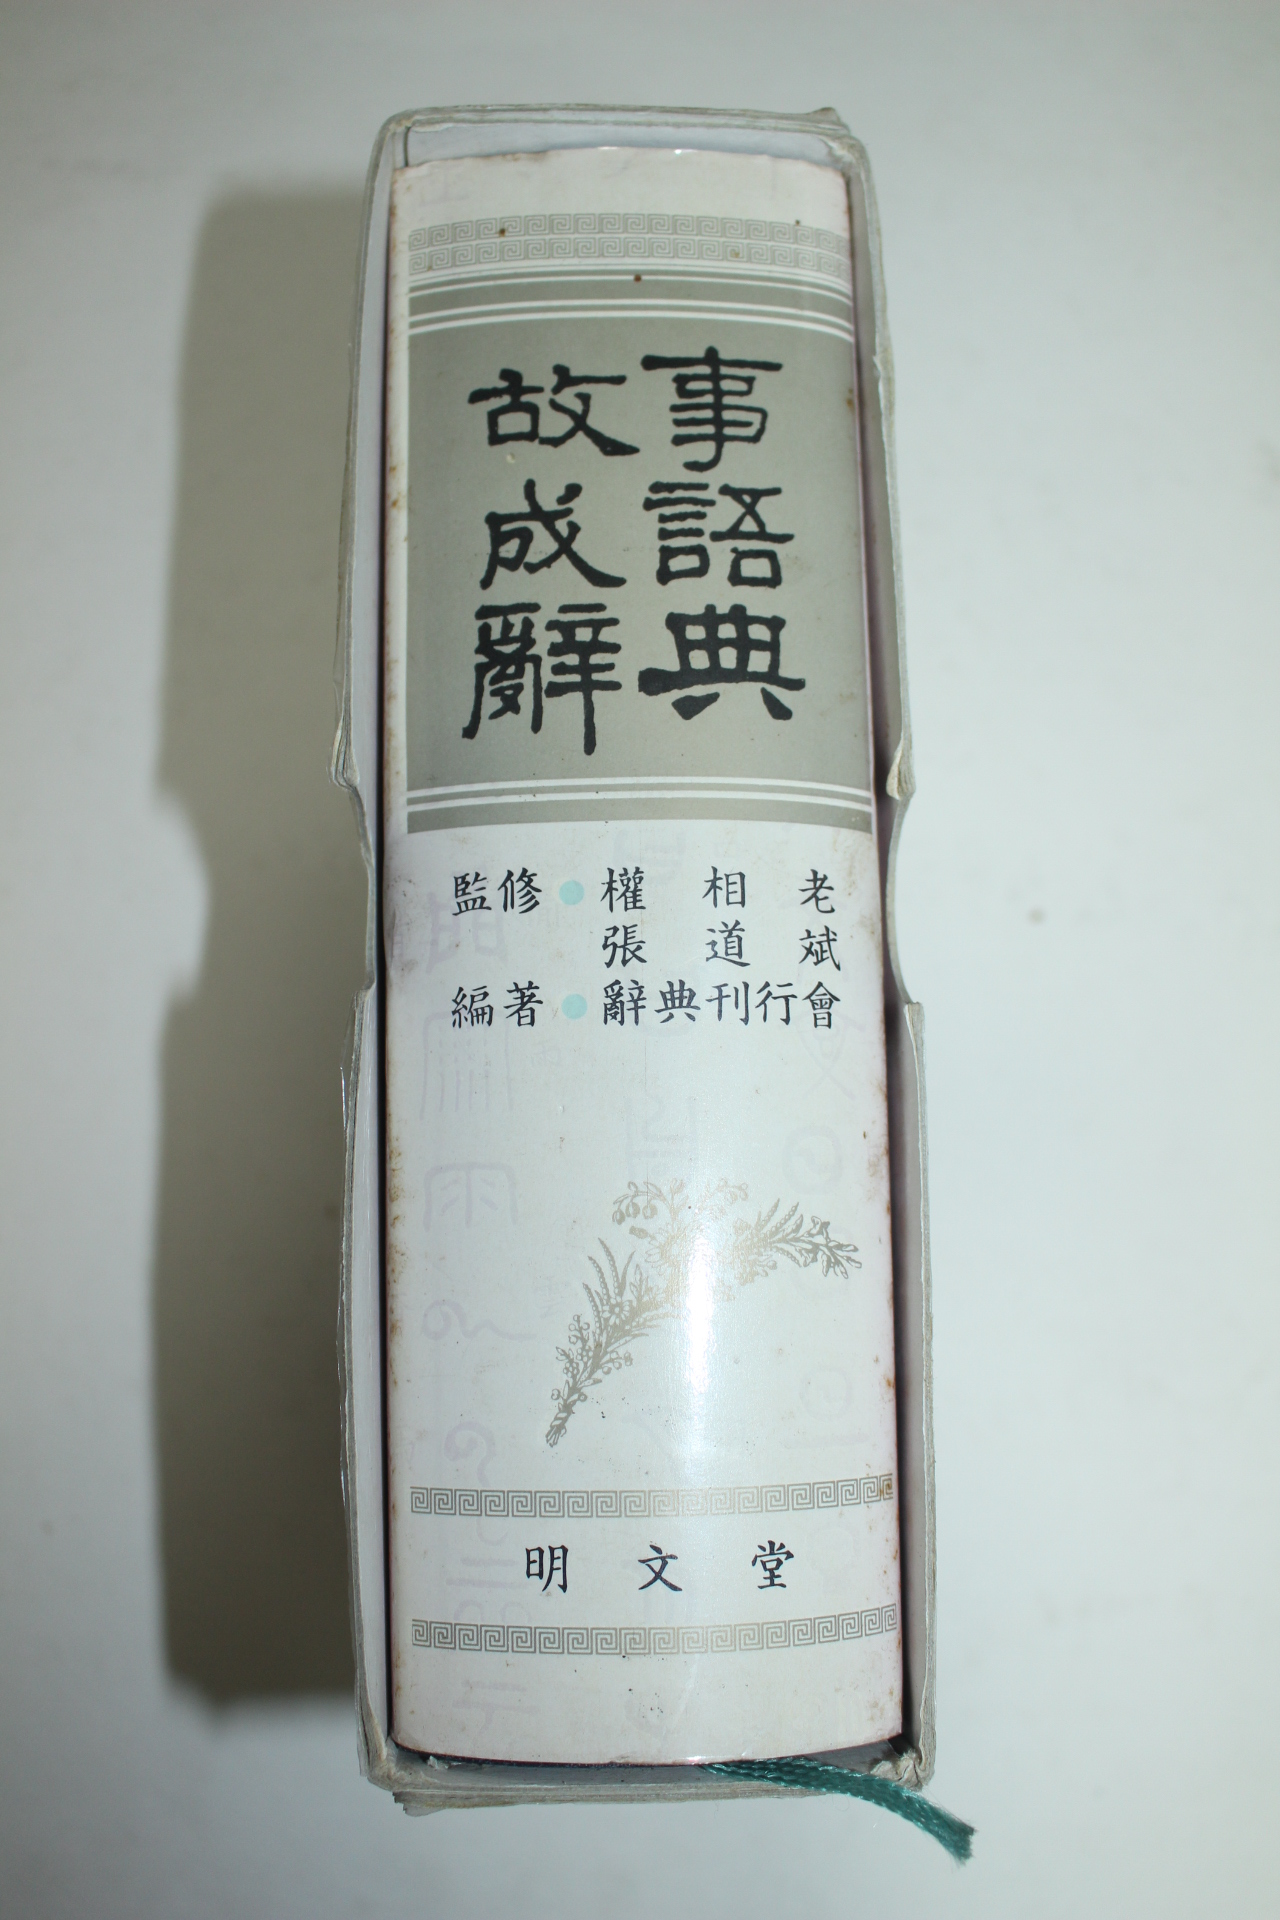 故事
成語
辭典
監修 ● 權相老
張道斌
編著 ● 辭典刊行會
明文堂